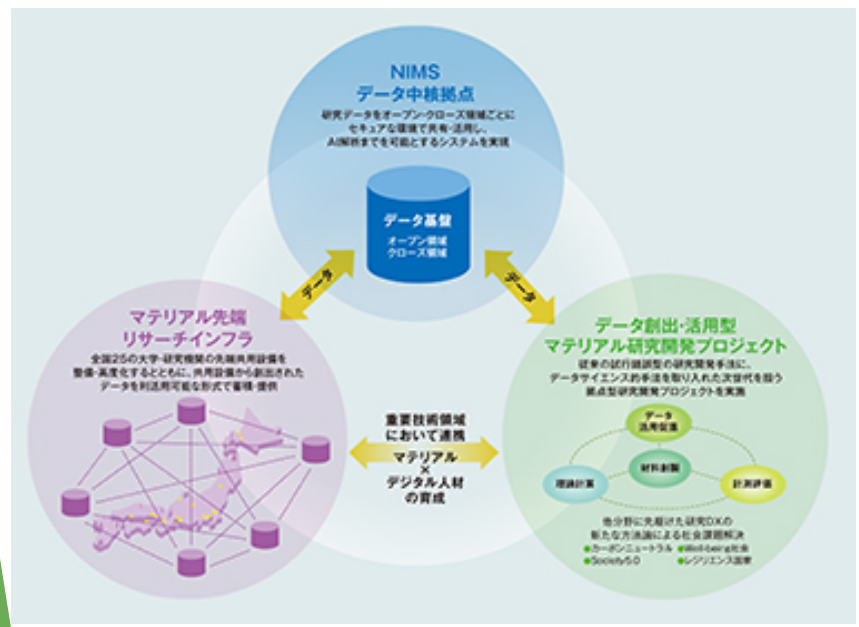 NIMS
データ中核拠点
研究データをオープン・クローズ領域ごとに
セキュアな環境で共有・活用し、
AI解析までを可能とするシステムを実現
データ基盤
オープン領域
クローズ領域
データ
データ
マテリアル先端
リサーチインフラ
全国25の大学・研究機関の先端共用設備を
整備・高度化するとともに、共用設備から創出された
データを利活用可能な形式で蓄積・提供
重要技術領域
において連携
マテリアル
×
デジタル人材
の育成
データ創出・活用型
マテリアル研究開発プロジェクト
従来の試行錯誤型の研究開発手法に、
データサイエンス的手法を取り入れた次世代を担う
拠点型研究開発プロジェクトを実施
データ
活用促進
材料創製
理論計算
計測評価
他分野に先駆けた研究DXの
新たな方法論による社会課題解決
●カーボンニュートラル ●Well-being社会
●Society5.0 ●レジリエンス国家